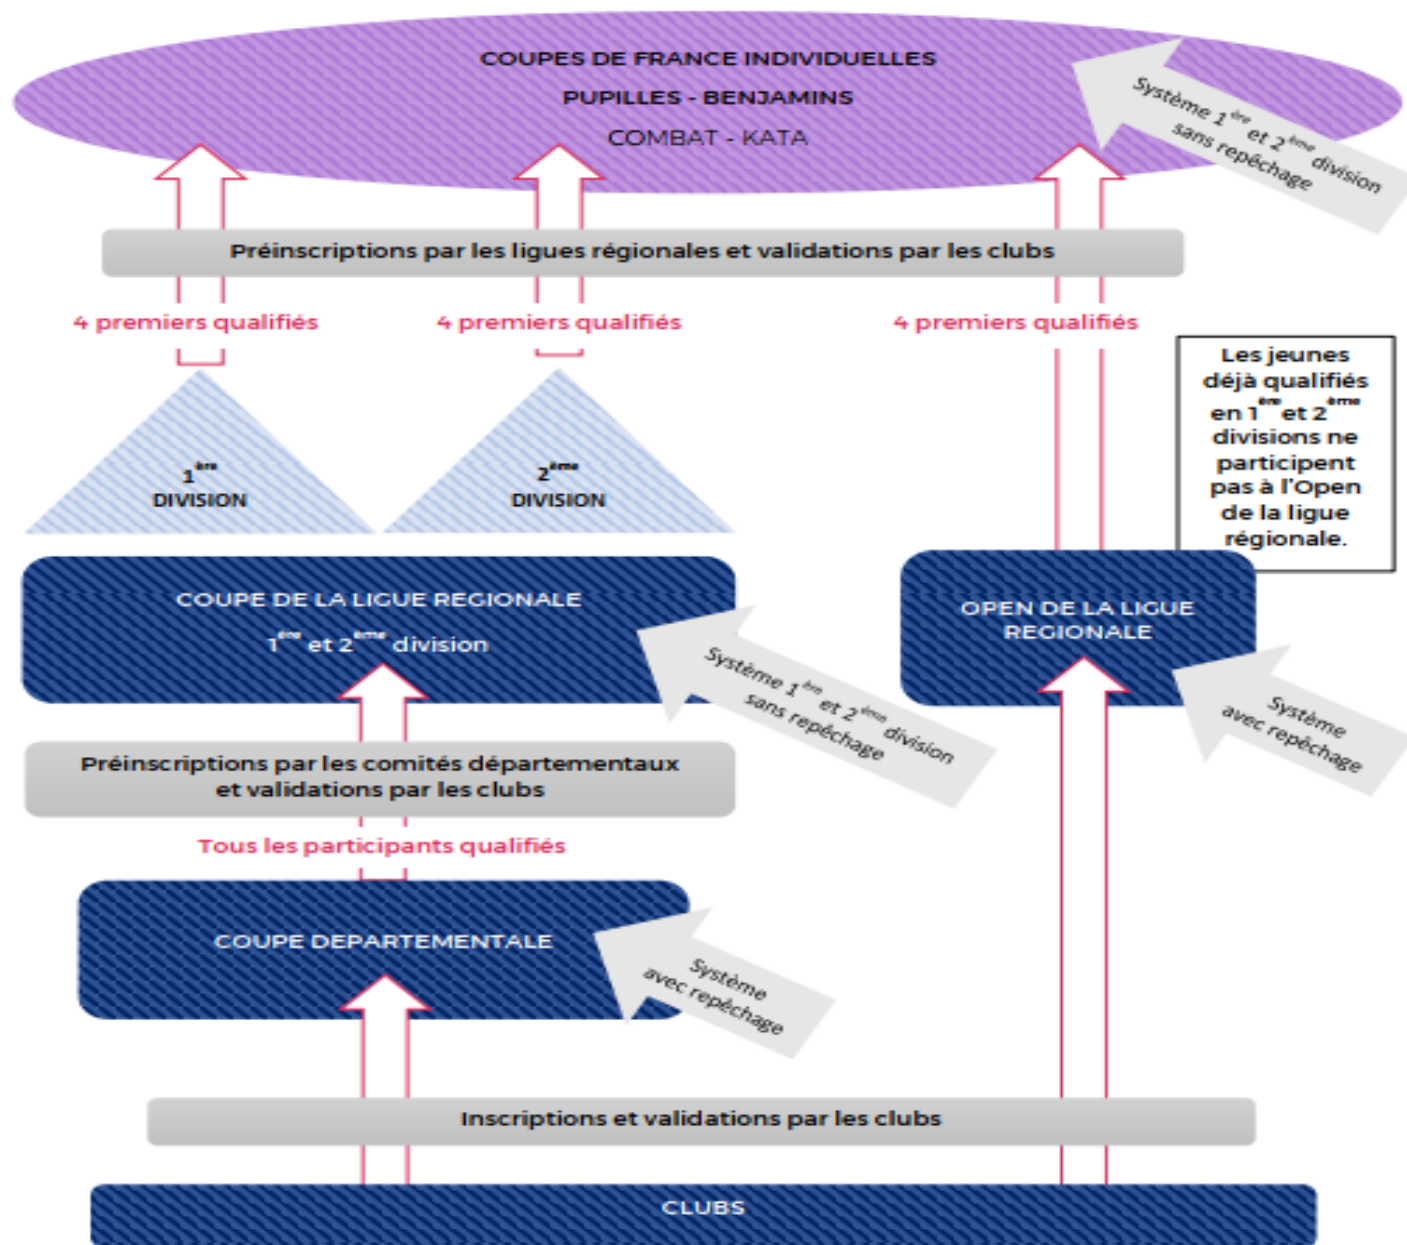 COUPES DE FRANCE INDIVIDUELLES
PUPILLES - BENJAMINS
COMBAT - KATA
Système 1ère et 2ème division
sans repêchage
Préinscriptions par les ligues régionales et validations par les clubs
4 premiers qualifiés
4 premiers qualifiés
4 premiers qualifiés
Les jeunes
déjà qualifiés
en 1ère et 2ème
divisions ne
participent
pas à l'Open
de la ligue
régionale.
1ère
DIVISION
2ème
DIVISION
COUPE DE LA LIGUE REGIONALE
1ère et 2ème division
Système 1ère et 2ème division
sans repêchage
OPEN DE LA LIGUE
REGIONALE
Système
avec repêchage
Préinscriptions par les comités départementaux
et validations par les clubs
Tous les participants qualifiés
COUPE DEPARTEMENTALE
Système
avec repêchage
Inscriptions et validations par les clubs
CLUBS